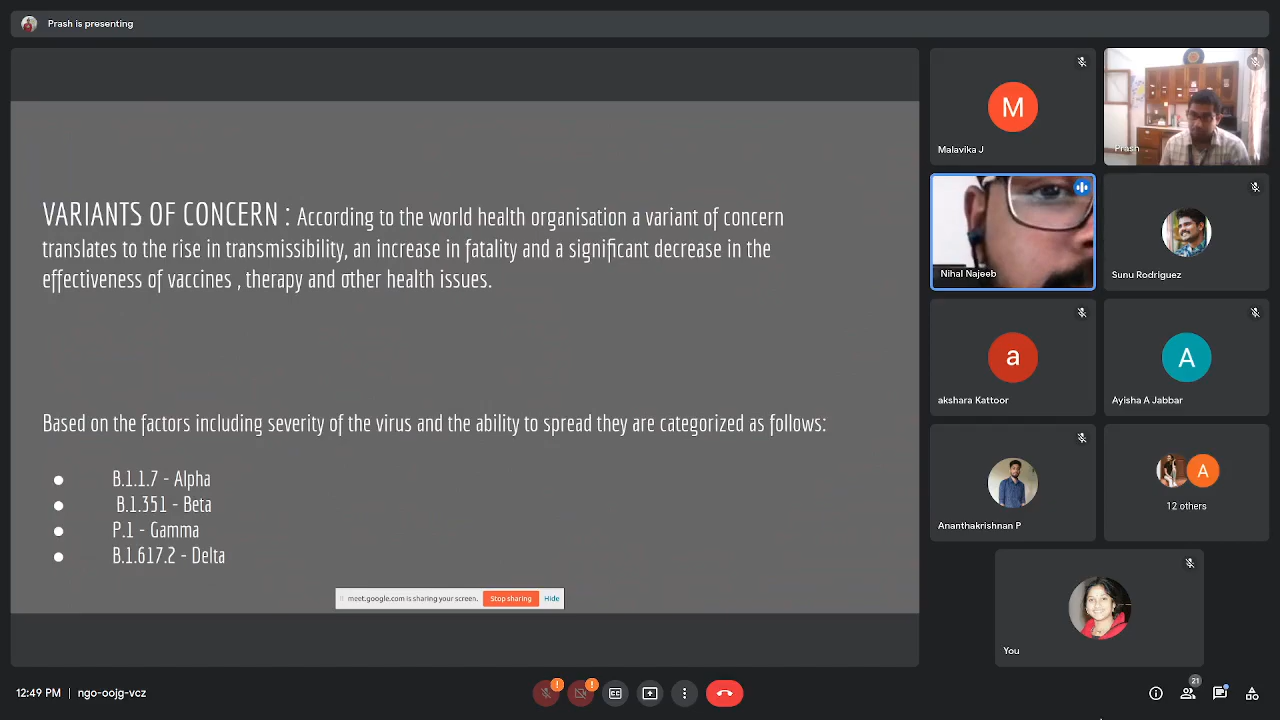 Prash is presenting
VARIANTS OF CONCERN : According to the world health organisation a variant of concern
translates to the rise in transmissibility, an increase in fatality and a significant decrease in the
effectiveness of vaccines , therapy and other health issues.
Based on the factors including severity of the virus and the ability to spread they are categorized as follows:
● B.1.1.7 - Alpha
● B.1.351 - Beta
● P.1 - Gamma
● B.1.617.2 - Delta
meet.google.com is sharing your screen. Stop sharing Hide
M
Malavika J
Prash
Nihal Najeeb
Sunu Rodriguez
a
akshara Kattoor
A
Ayisha A Jabbar
Ananthakrishnan P
A
12 others
You
12:49 PM | ngo-oojg-vcz
! !
21